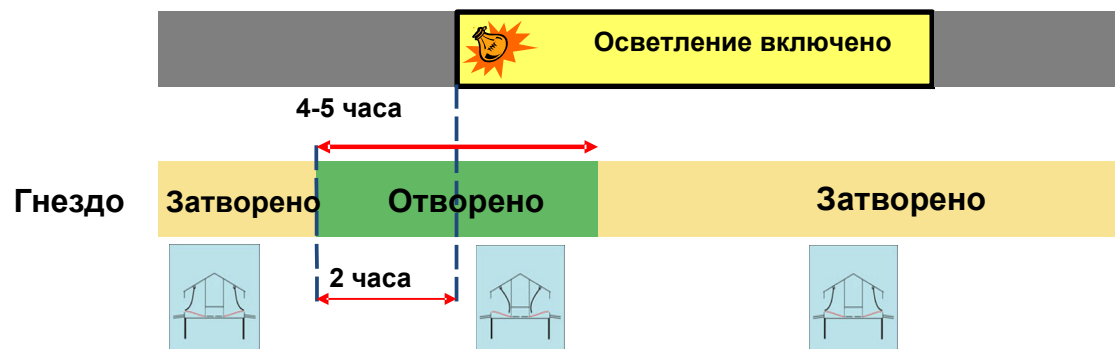 Осветление включено
4-5 часа
Гнездо
Затворено
Отворено
Затворено
2 часа